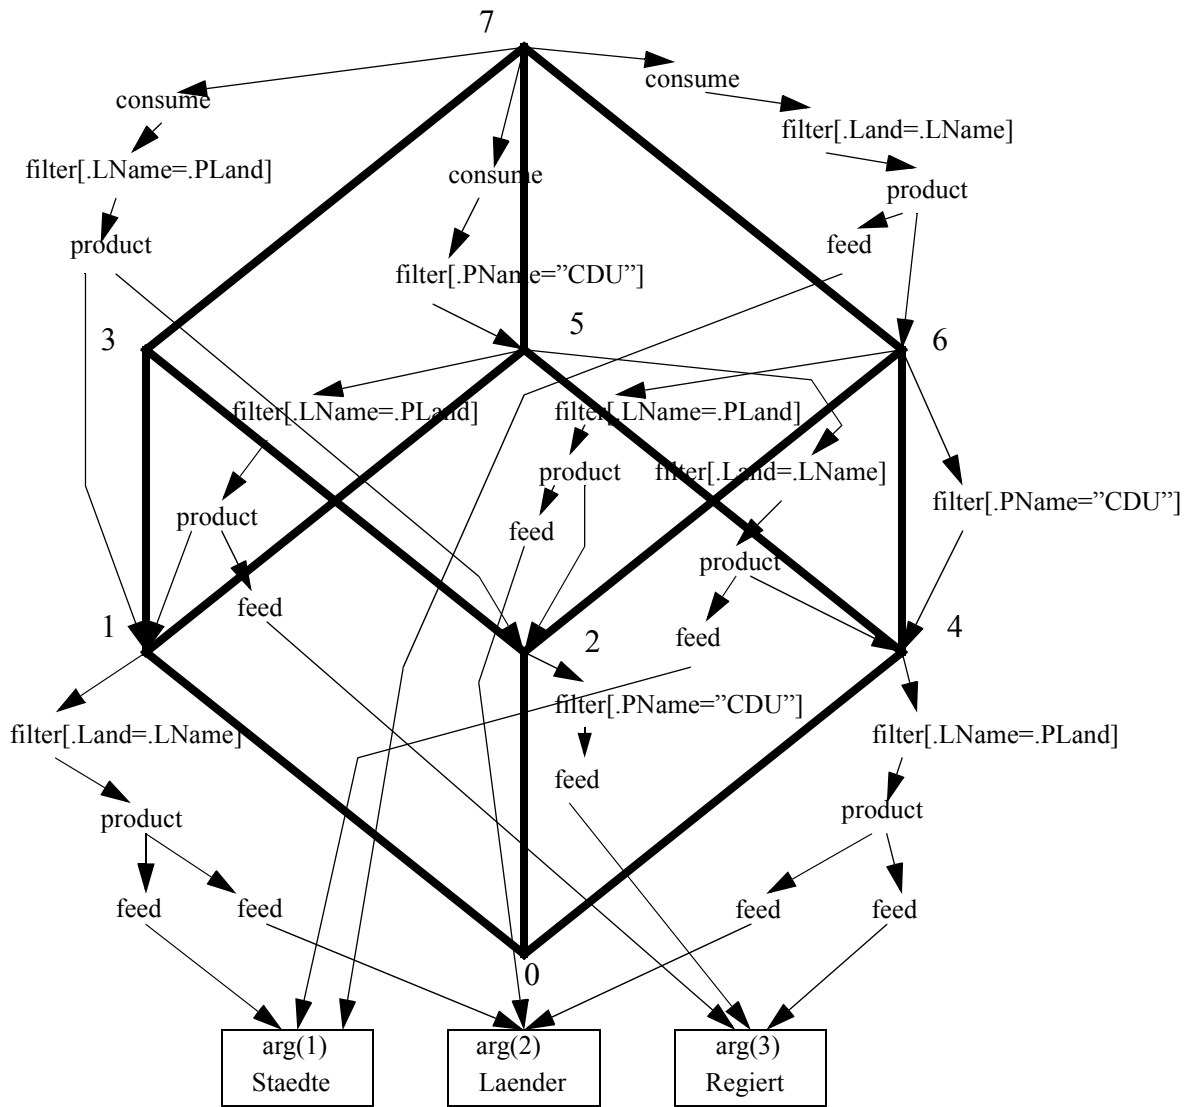 7
consume
consume
filter[.Land=.LName]
filter[.LName=.PLand]
consume
product
product
feed
filter[.PName=”CDU”]
3
5
6
filter[.LName=.PLand]
filter[.LName=.PLand]
product
filter[.Land=.LName]
filter[.PName=”CDU”]
product
feed
product
feed
1
2
4
feed
filter[.Land=.LName]
filter[.PName=”CDU”]
filter[.LName=.PLand]
feed
product
product
feed
feed
feed
feed
0
arg(1)
Staedte
arg(2)
Laender
arg(3)
Regiert